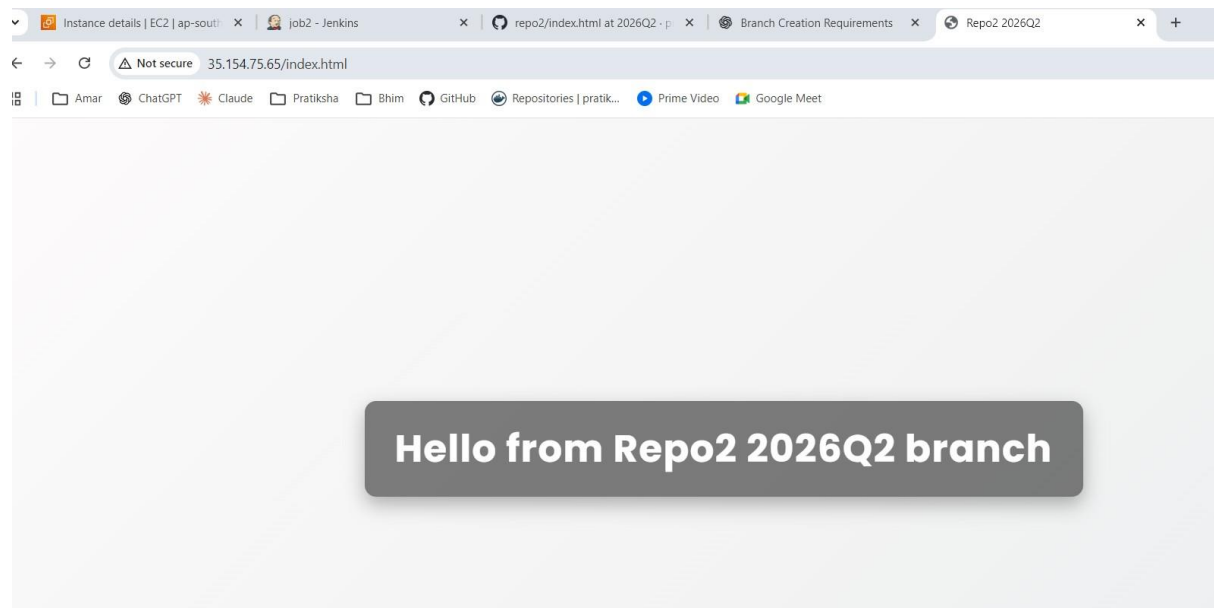 Instance details | EC2 | ap-south
job2 - Jenkins
repo2/index.html at 2026Q2 · p
Branch Creation Requirements
Repo2 2026Q2
Not secure 35.154.75.65/index.html
Amar ChatGPT Claude Pratiksha Bhim GitHub Repositories | pratik... Prime Video Google Meet
Hello from Repo2 2026Q2 branch